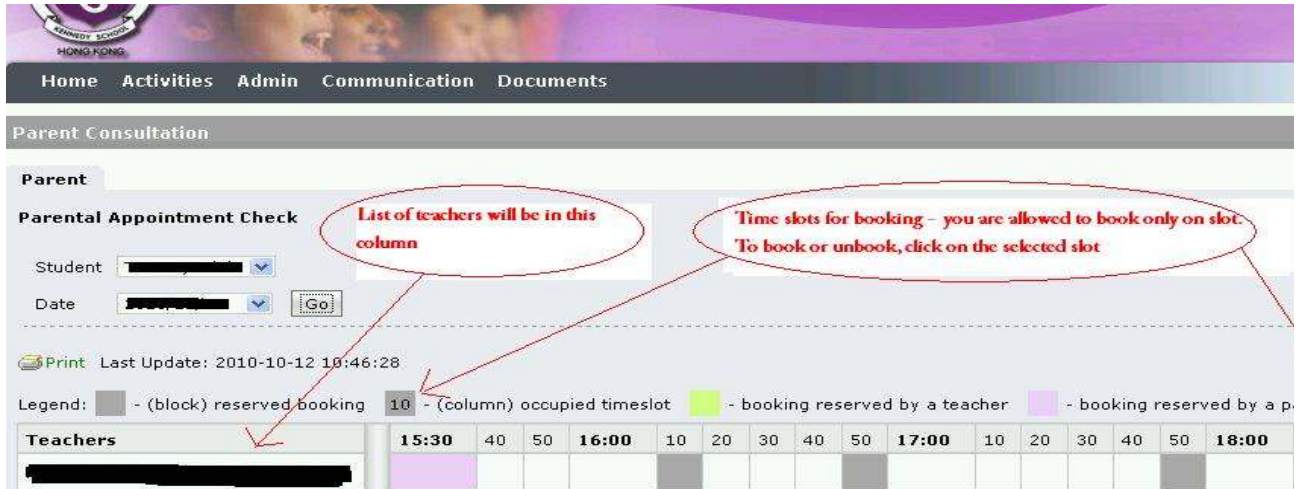 KENNEDY SCHOOL
HONG KONG
Home Activities Admin Communication Documents
Parent Consultation
Parent
Parental Appointment Check
List of teachers will be in this
column
Time slots for booking - you are allowed to book only on slot.
To book or unbook, click on the selected slot
Student
Date Go
Print Last Update: 2010-10-12 10:46:28
Legend: - (block) reserved booking 10 - (column) occupied timeslot - booking reserved by a teacher - booking reserved by a
Teachers 15:30 40 50 16:00 10 20 30 40 50 17:00 10 20 30 40 50 18:00